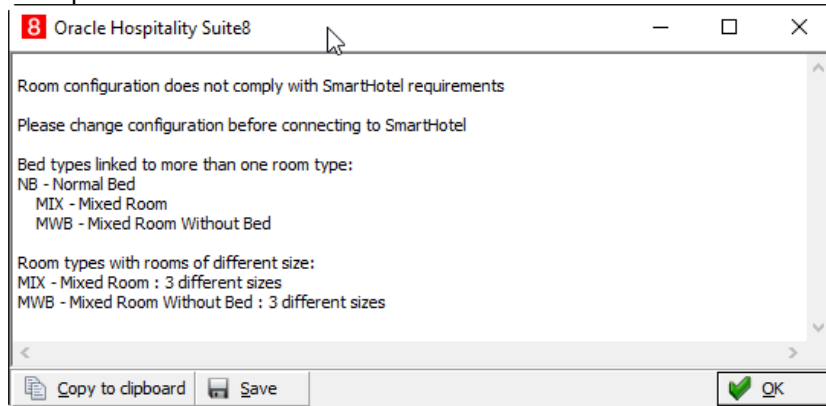 8 Oracle Hospitality Suite8
Room configuration does not comply with SmartHotel requirements
Please change configuration before connecting to SmartHotel
Bed types linked to more than one room type:
NB - Normal Bed
MIX - Mixed Room
MWB - Mixed Room Without Bed
Room types with rooms of different size:
MIX - Mixed Room : 3 different sizes
MWB - Mixed Room Without Bed : 3 different sizes
Copy to clipboard Save OK